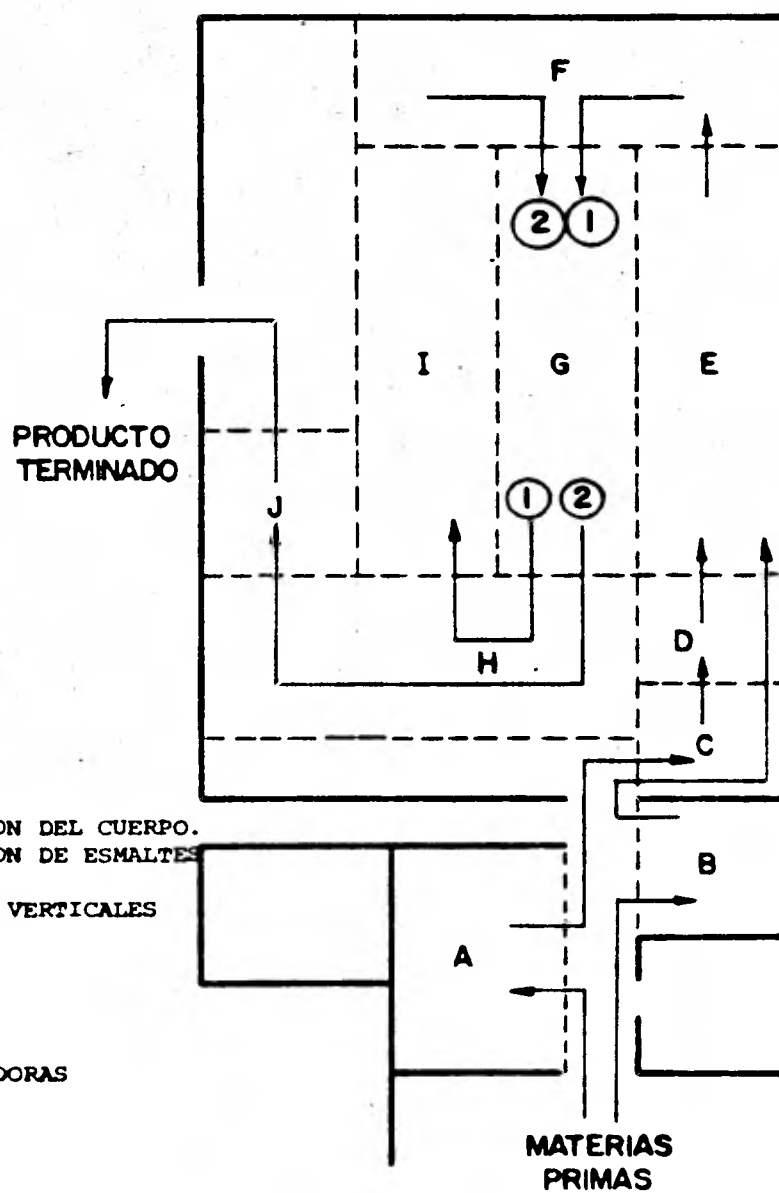 F
2 1
I G E
PRODUCTO
TERMINADO
J
1 2
D
H
C
ON DEL CUERPO.
ON DE ESMALTES
B
VERTICALES
A
DORAS
MATERIAS
PRIMAS